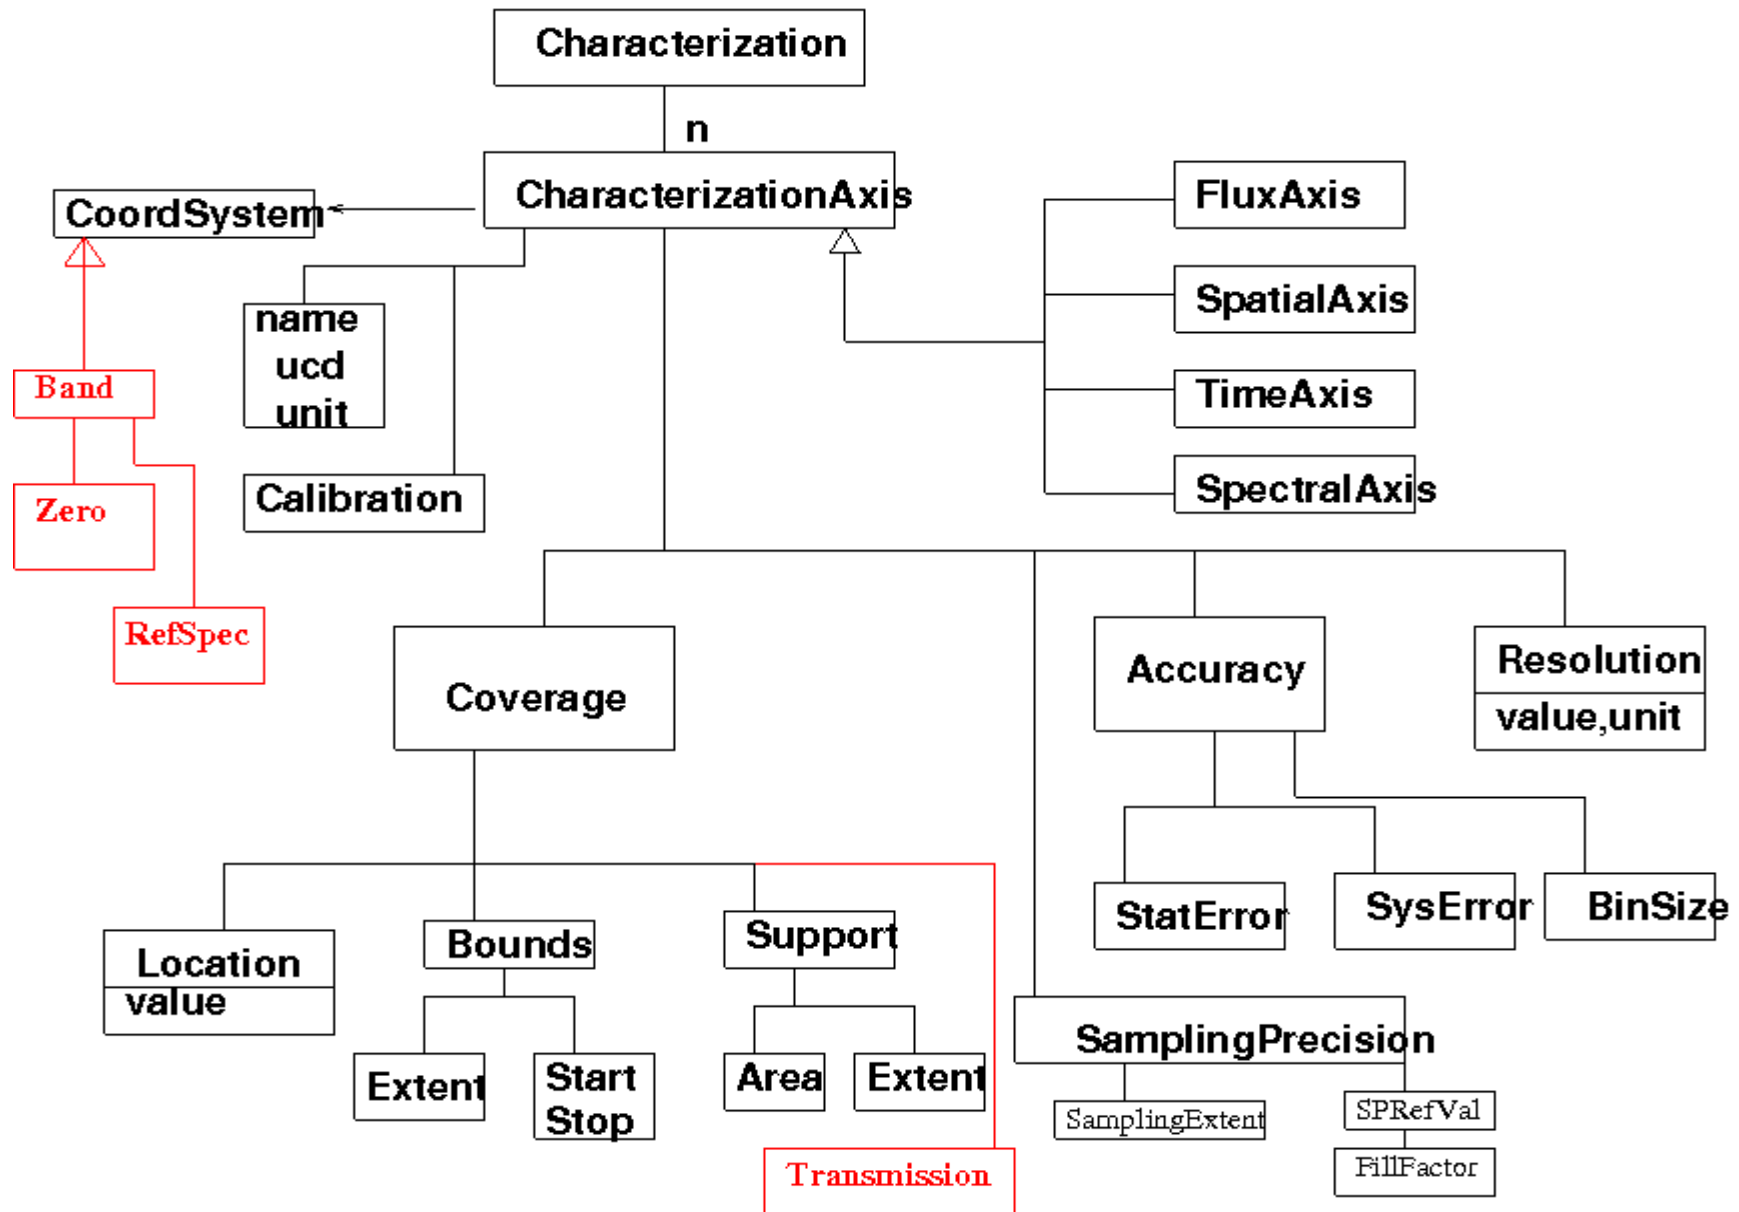 Characterization
n
CharacterizationAxis
FluxAxis
CoordSystem
SpatialAxis
name
ucd
unit
Band
TimeAxis
Calibration
SpectralAxis
Zero
RefSpec
Coverage
Accuracy
Resolution
value,unit
StatError
SysError
BinSize
Location
value
Bounds
Support
Extent
Start
Stop
Area
Extent
SamplingPrecision
SamplingExtent
SPRefVal
FillFactor
Transmission